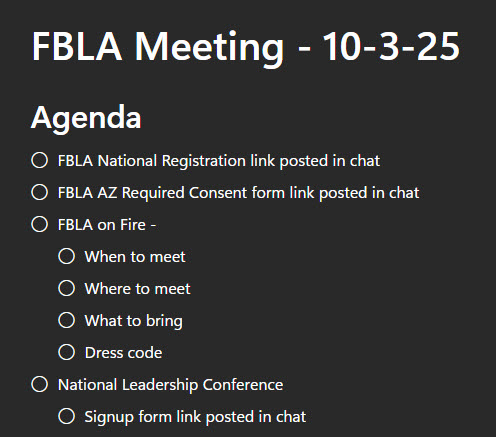 FBLA Meeting - 10-3-25
Agenda
FBLA National Registration link posted in chat
FBLA AZ Required Consent form link posted in chat
FBLA on Fire -
When to meet
Where to meet
What to bring
Dress code
National Leadership Conference
Signup form link posted in chat